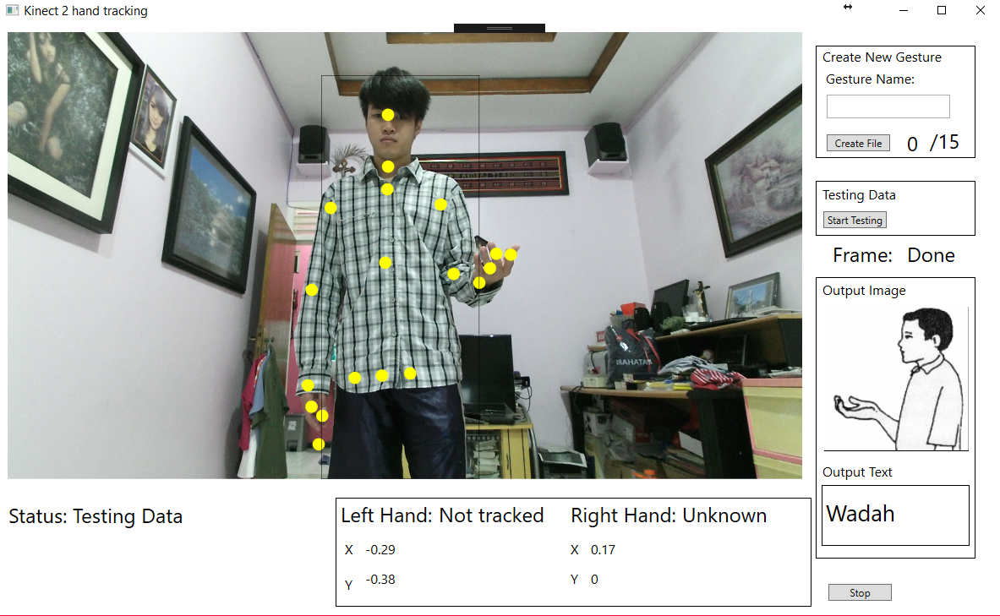 Kinect 2 hand tracking
Create New Gesture
Gesture Name:
Create File
0 /15
Testing Data
Start Testing
Frame: Done
Output Image
MATAHARI
Output Text
Wadah
Status: Testing Data
Left Hand: Not tracked
X -0.29
Y -0.38
Right Hand: Unknown
X 0.17
Y 0
Stop